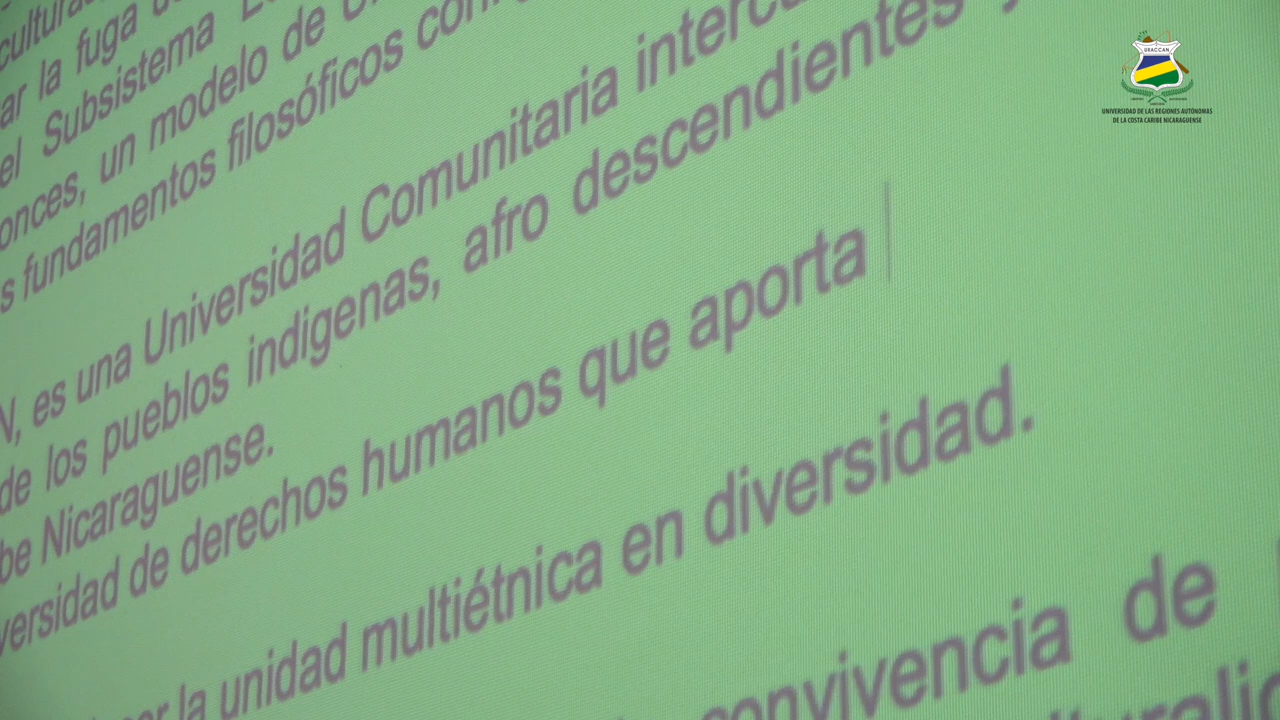 ar la fuga
el Subsistema
onces, un modelo de
s fundamentos filosóficos
N, es una Universidad Comunitaria
de los pueblos indigenas, afro descendientes y
be Nicaraguense.
versidad de derechos humanos que aporta
la unidad multiétnica en diversidad.
convivencia de
URACCAN
UNIVERSIDAD DE LAS REGIONES AUTÓNOMAS
DE LA COSTA CARIBE NICARAGUENSE